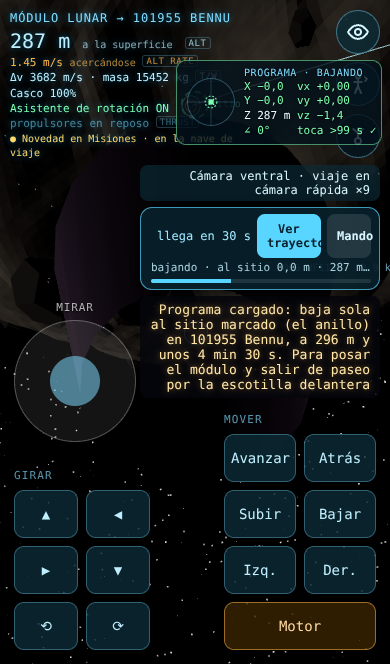 MÓDULO LUNAR → 101955 BENNU
287 m a la superficie ALT
1.45 m/s acercándose ALT RATE
Δv 3682 m/s · masa 15452 kg
Casco 100%
Asistente de rotación ON
propulsores en reposo THR
● Novedad en Misiones · en la nave de
viaje
PROGRAMA · BAJANDO
X −0,0 vx +0,00
Y −0,0 vy +0,00
Z 287 m vz −1,4
∠ 0° toca >99 s ✓
Cámara ventral · viaje en
cámara rápida ×9
llega en 30 s
Ver
trayecto
Mando
bajando · al sitio 0,0 m · 287 m…
MIRAR
Programa cargado: baja sola
al sitio marcado (el anillo)
en 101955 Bennu, a 296 m y
unos 4 min 30 s. Para posar
el módulo y salir de paseo
por la escotilla delantera
MOVER
Avanzar Atrás
GIRAR
▲ ◀ Subir Bajar
▶ ▼ Izq. Der.
⟲ ⟳ Motor